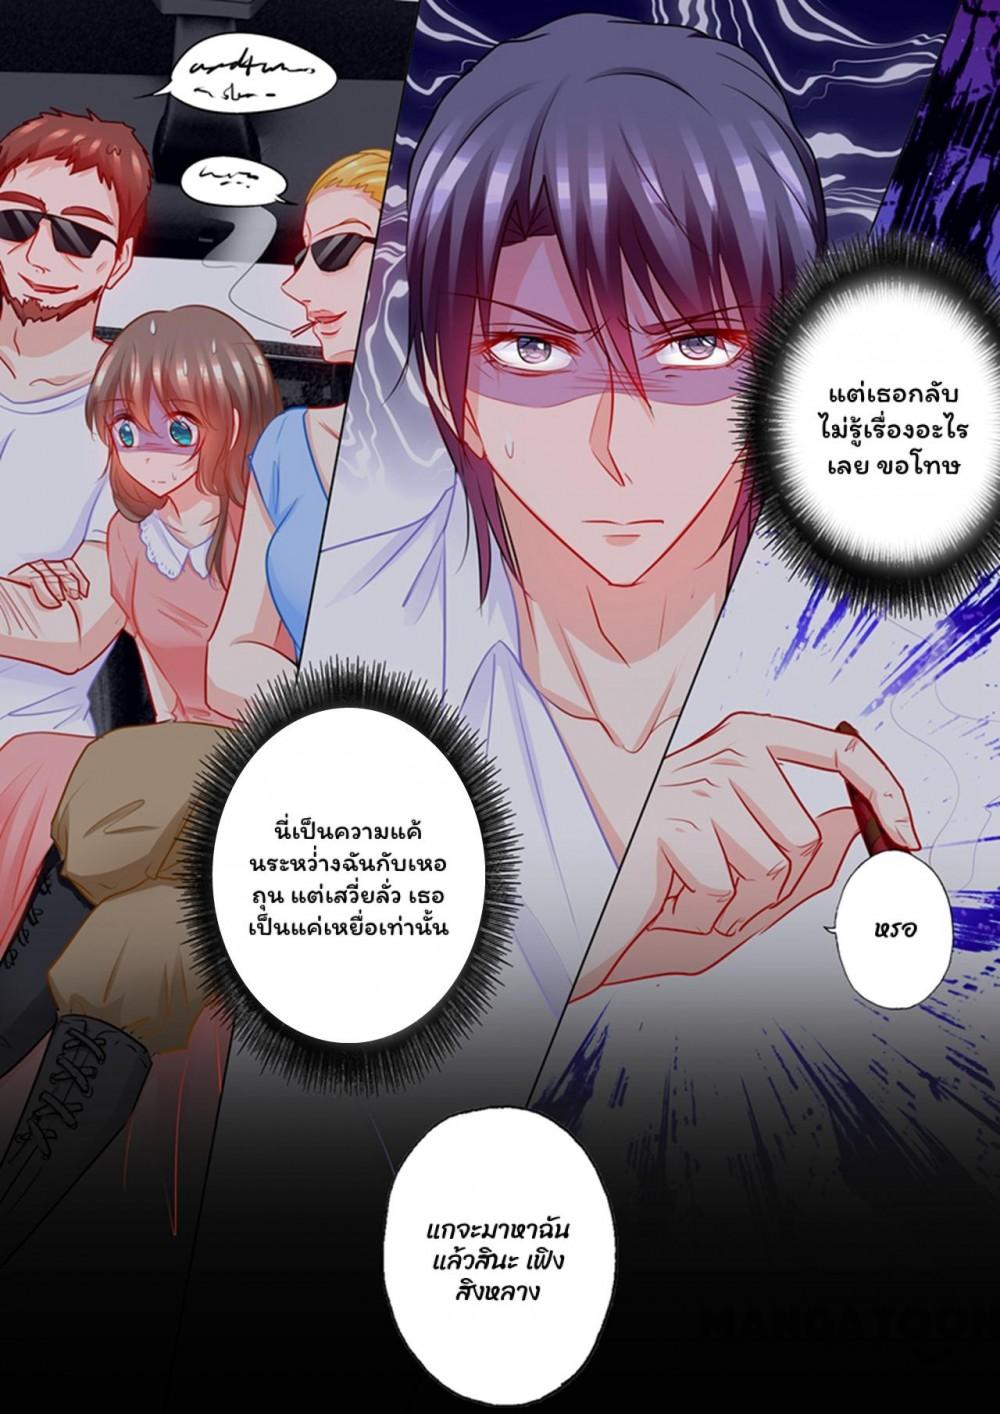 แต่เธอกลับ
ไม่รู้เรื่องอะไร
เลย ขอโทษ
นี่เป็นความแค้
นระหว่่างฉันกับเหอ
ถุน แต่เสวี่ยลั่ว เธอ
เป็นแค่เหยื่อเท่านั้น
หรอ
แกจะมาหาฉัน
แล้วสินะ เฟิง
สิงหลาง
MANGATOON